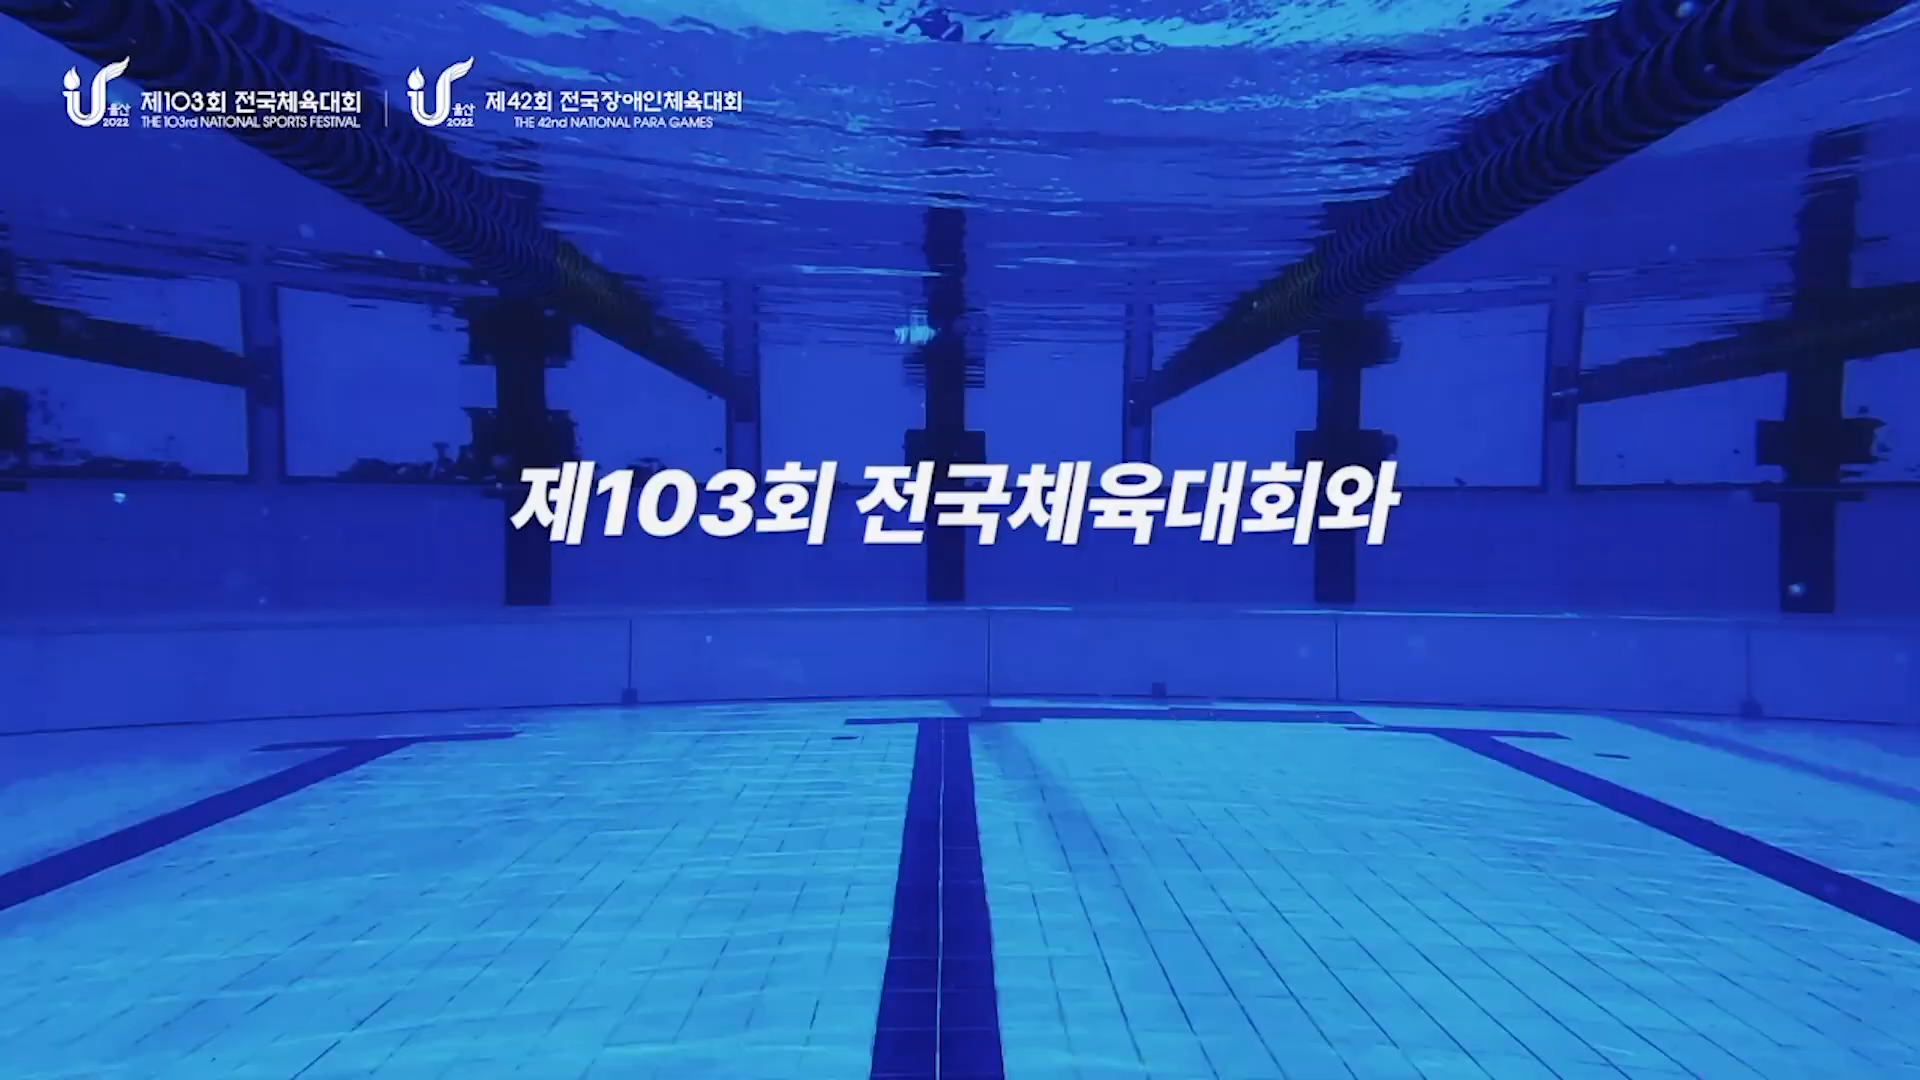 울산
2022
제103회 전국체육대회
THE 103rd NATIONAL SPORTS FESTIVAL
울산
2022
제42회 전국장애인체육대회
THE 42nd NATIONAL PARA GAMES
제103회 전국체육대회와